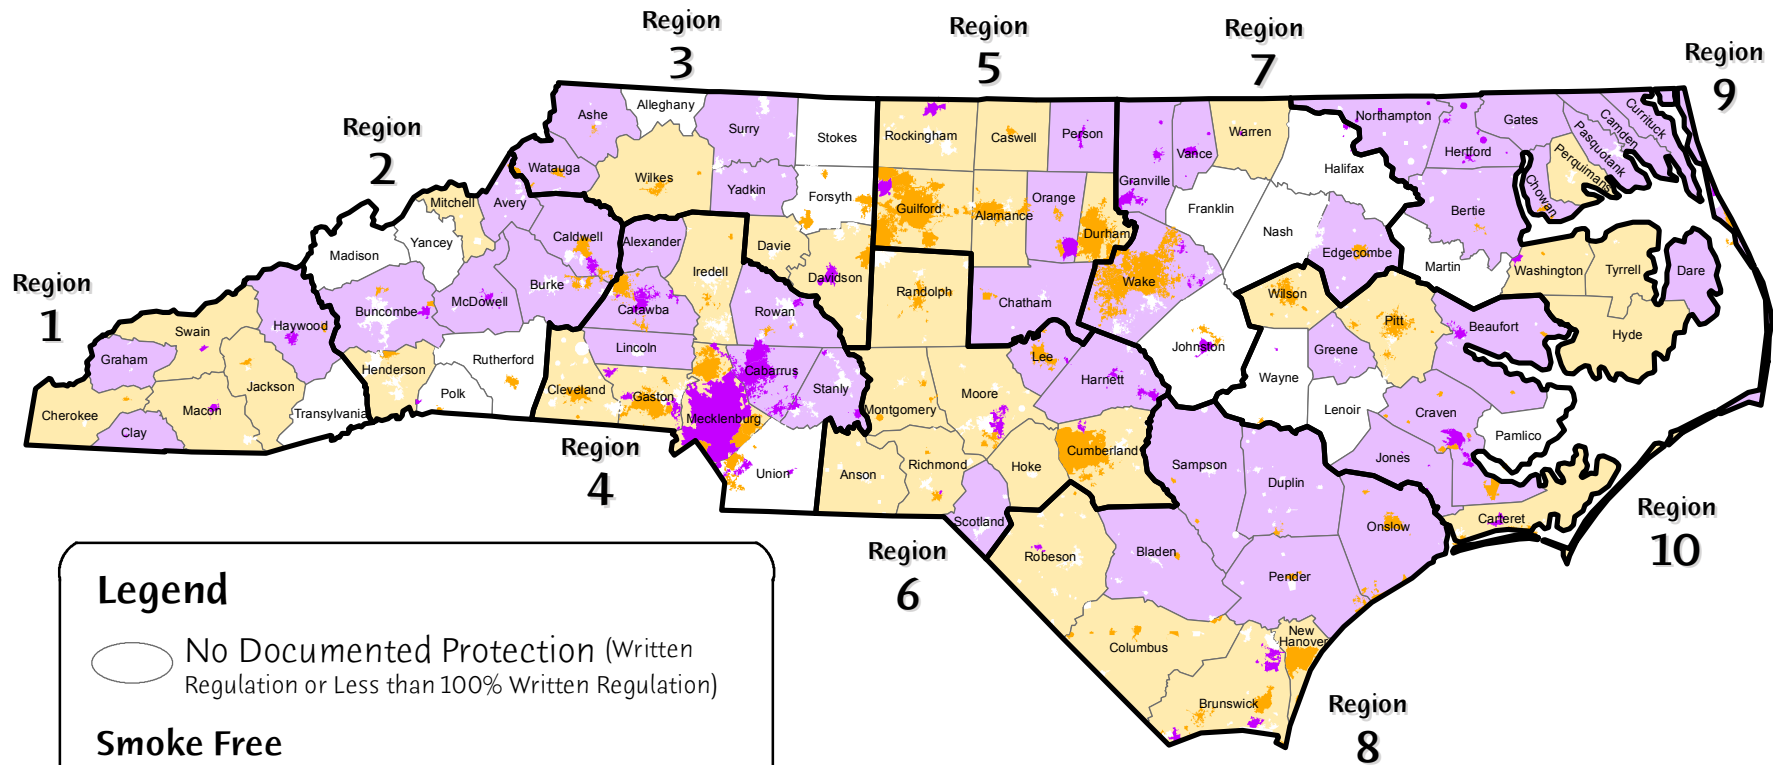 Region
3
Region
5
Region
7
Region
9
Region
2
Region
1
Region
4
Region
6
Region
8
Region
10
Ashe
Alleghany
Surry
Stokes
Rockingham
Caswell
Person
Granville
Vance
Warren
Northampton
Halifax
Hertford
Gates
Currituck
Camden
Pasquotank
Perquimans
Chowan
Bertie
Watauga
Wilkes
Yadkin
Forsyth
Guilford
Alamance
Orange
Durham
Franklin
Nash
Edgecombe
Martin
Washington
Tyrrell
Dare
Mitchell
Avery
Yancey
Madison
Caldwell
Alexander
Iredell
Davie
Davidson
Randolph
Chatham
Wake
Wilson
Pitt
Beaufort
Hyde
Burke
McDowell
Buncombe
Haywood
Swain
Graham
Catawba
Rowan
Lincoln
Cabarrus
Stanly
Montgomery
Moore
Lee
Harnett
Johnston
Wayne
Greene
Lenoir
Craven
Pamlico
Jones
Carteret
Cherokee
Clay
Macon
Jackson
Transylvania
Henderson
Polk
Rutherford
Cleveland
Gaston
Mecklenburg
Union
Anson
Richmond
Hoke
Cumberland
Scotland
Sampson
Duplin
Onslow
Robeson
Bladen
Pender
Columbus
New
Hanover
Brunswick
Legend
No Documented Protection (Written
Regulation or Less than 100% Written Regulation)
Smoke Free